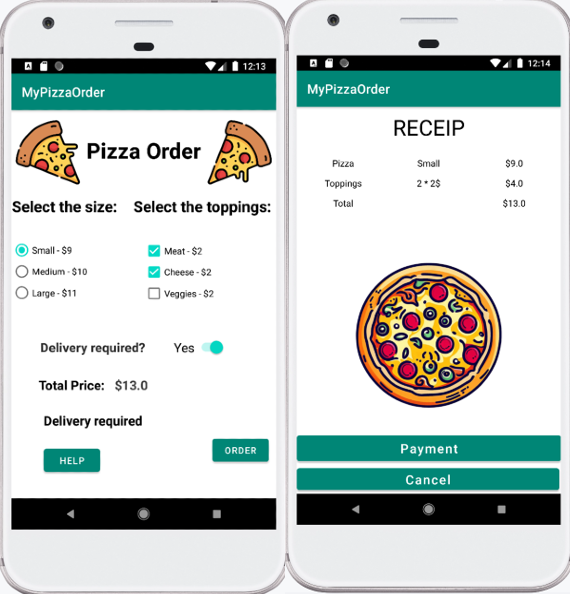 12:13
MyPizzaOrder
Pizza Order
Select the size: Select the toppings:
Small - $9 Meat - $2
Medium - $10 Cheese - $2
Large - $11 Veggies - $2
Delivery required? Yes
Total Price: $13.0
Delivery required
HELP ORDER
12:14
MyPizzaOrder
RECEIP
Pizza Small $9.0
Toppings 2 * 2$ $4.0
Total $13.0
Payment
Cancel